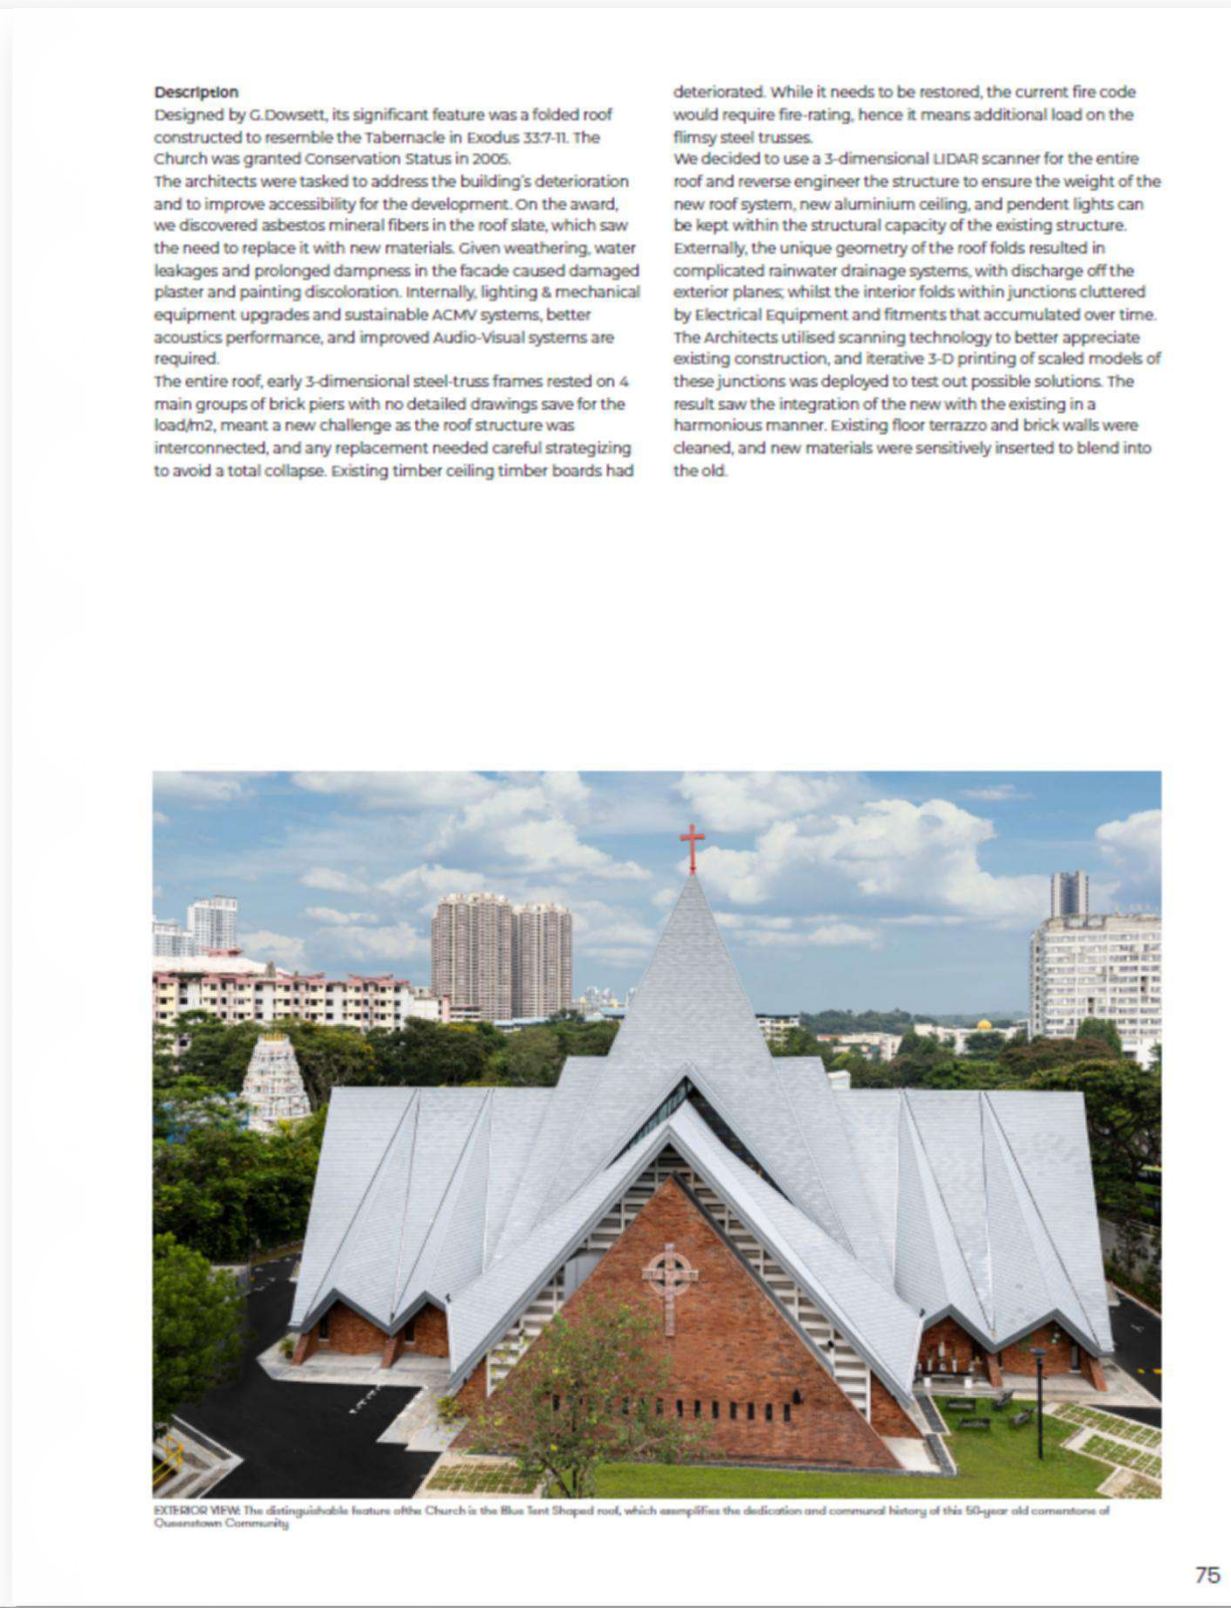 Description
Designed by G.Dowsett, its significant feature was a folded roof
constructed to resemble the Tabernacle in Exodus 33:7-11. The
Church was granted Conservation Status in 2005.
The architects were tasked to address the building's deterioration
and to improve accessibility for the development. On the award,
we discovered asbestos mineral fibers in the roof slate, which saw
the need to replace it with new materials. Given weathering, water
leakages and prolonged dampness in the facade caused damaged
plaster and painting discoloration. Internally, lighting & mechanical
equipment upgrades and sustainable ACMV systems, better
acoustics performance, and improved Audio-Visual systems are
required.
The entire roof, early 3-dimensional steel-truss frames rested on 4
main groups of brick piers with no detailed drawings save for the
load/m2, meant a new challenge as the roof structure was
interconnected, and any replacement needed careful strategizing
to avoid a total collapse. Existing timber ceiling timber boards had
deteriorated. While it needs to be restored, the current fire code
would require fire-rating, hence it means additional load on the
flimsy steel trusses.
We decided to use a 3-dimensional LIDAR scanner for the entire
roof and reverse engineer the structure to ensure the weight of the
new roof system, new aluminium ceiling, and pendent lights can
be kept within the structural capacity of the existing structure.
Externally, the unique geometry of the roof folds resulted in
complicated rainwater drainage systems, with discharge off the
exterior planes; whilst the interior folds within junctions cluttered
by Electrical Equipment and fitments that accumulated over time.
The Architects utilised scanning technology to better appreciate
existing construction, and iterative 3-D printing of scaled models of
these junctions was deployed to test out possible solutions. The
result saw the integration of the new with the existing in a
harmonious manner. Existing floor terrazzo and brick walls were
cleaned, and new materials were sensitively inserted to blend into
the old.
EXTERIOR VIEW: The distinguishable feature ofthe Church is the Blue Tent Shaped roof, which exemplifies the dedication and communal history of this 50-year old cornerstone of
Queenstown Community
75